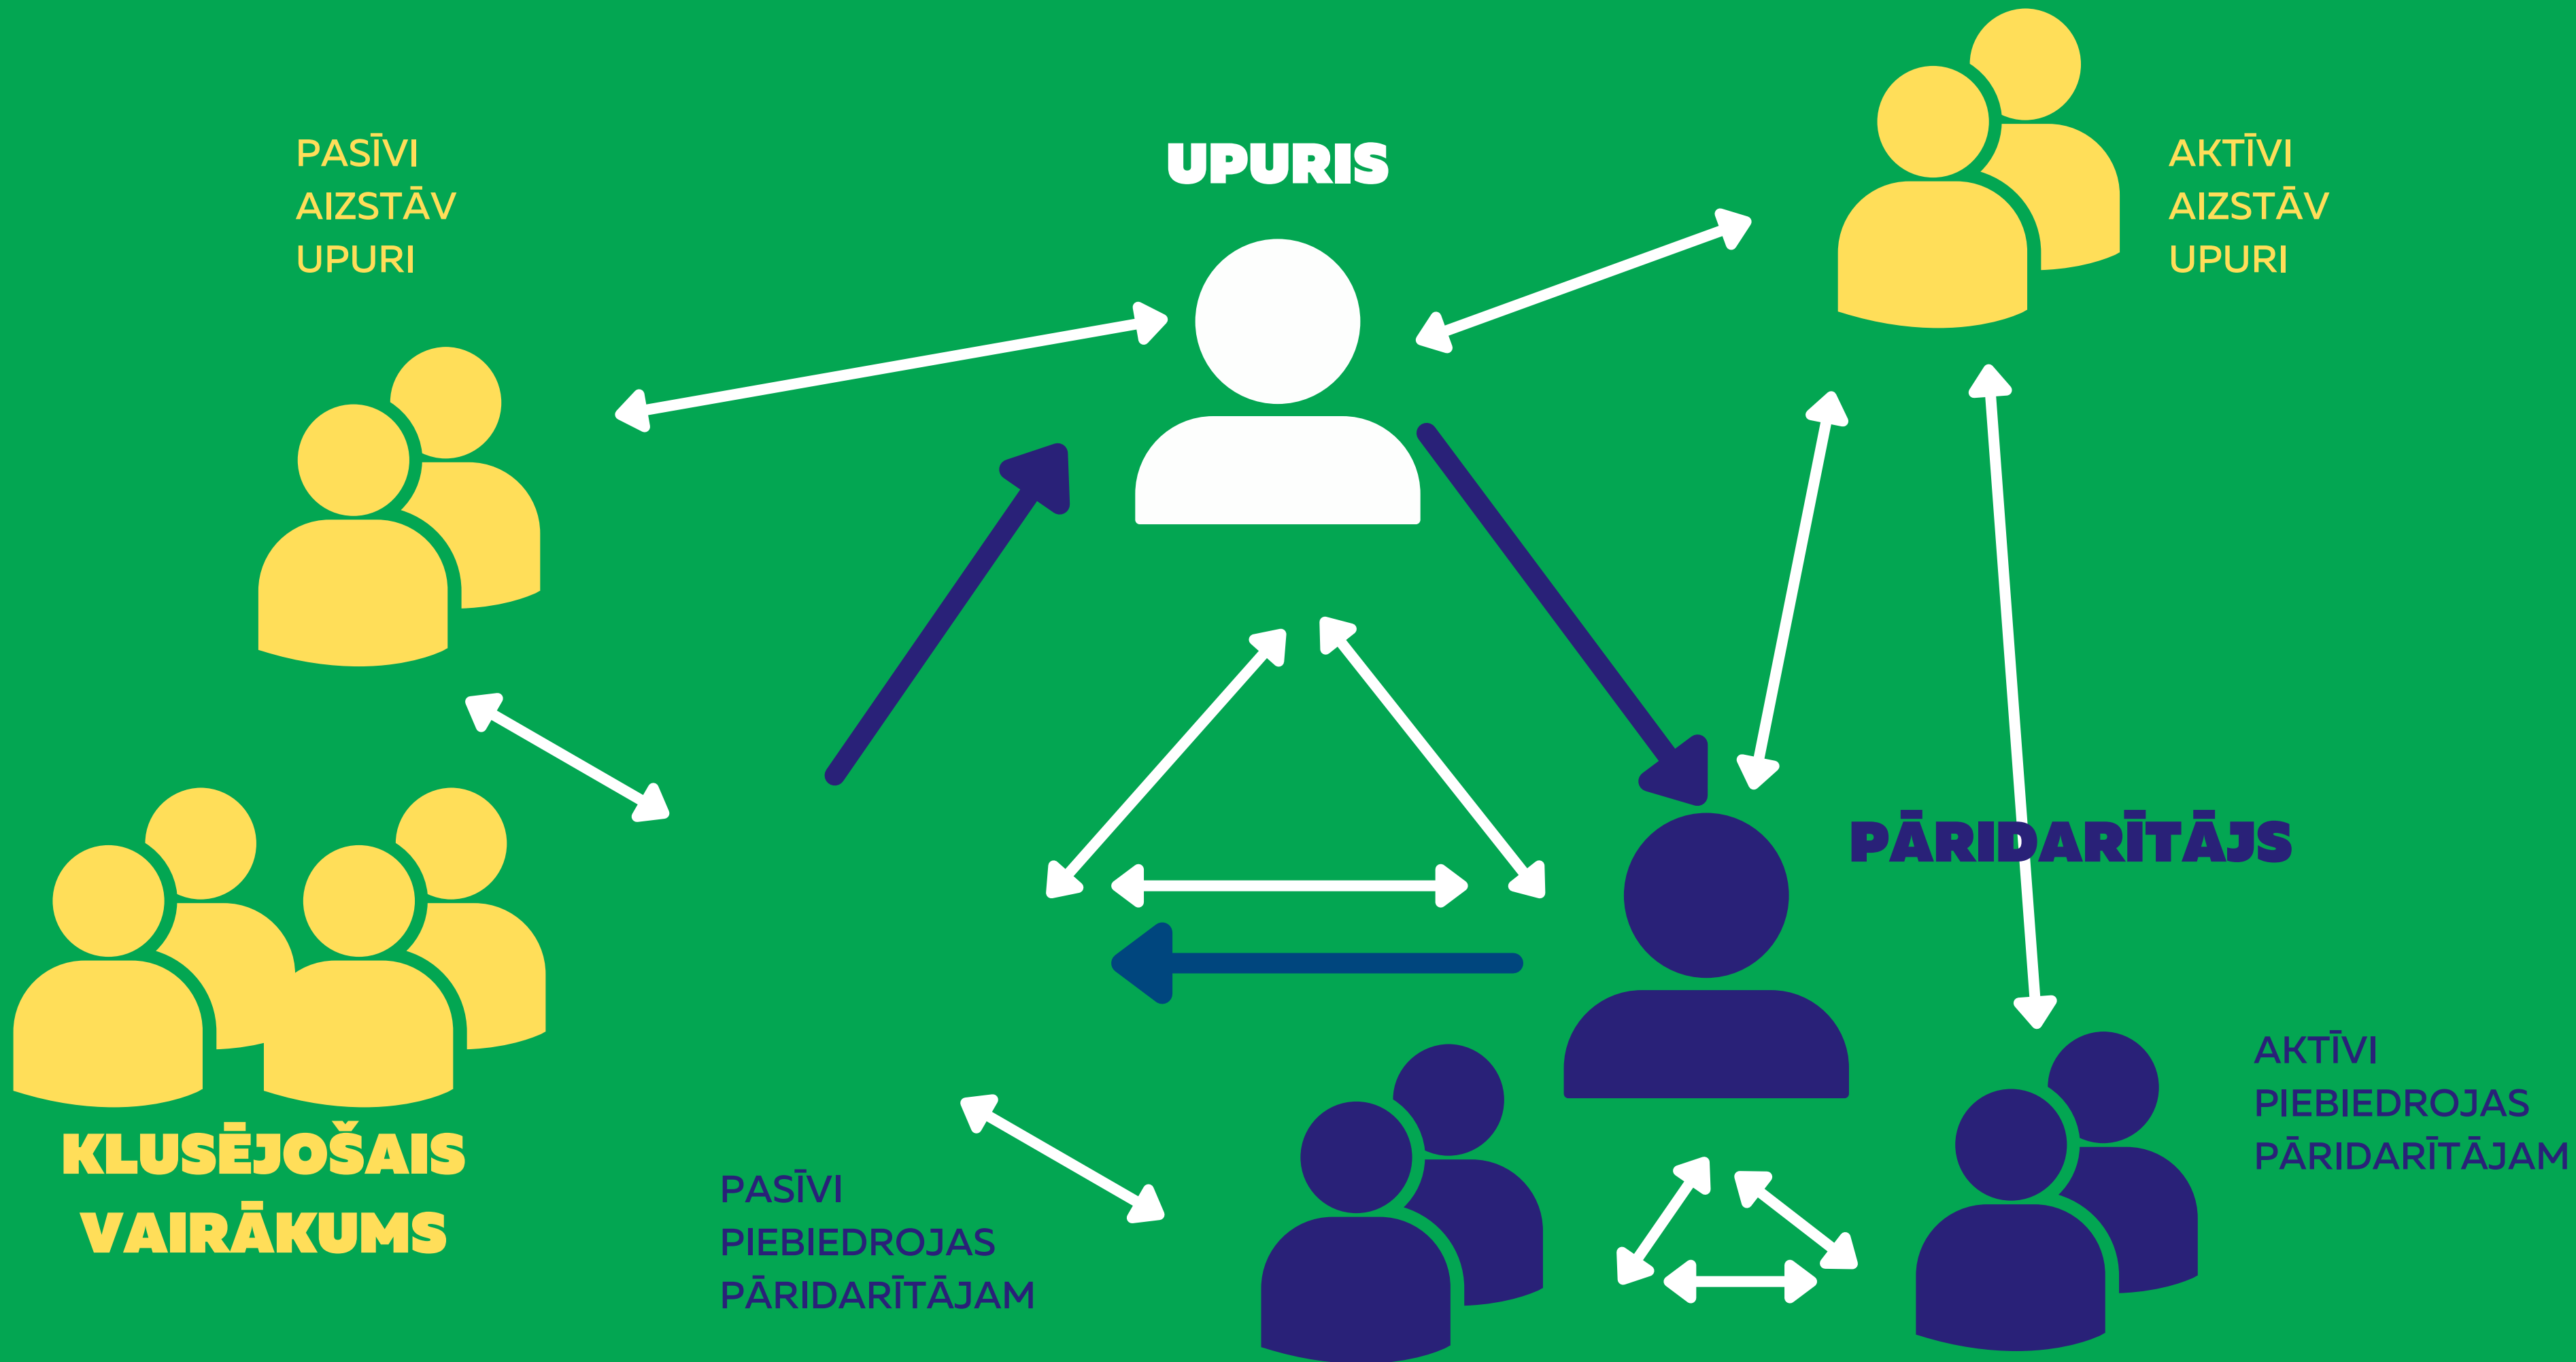 PASĪVI
AIZSTĀV
UPURI
UPURIS
AKTĪVI
AIZSTĀV
UPURI
PĀRIDARĪTĀJS
KLUSĒJOŠAIS
VAIRĀKUMS
PASĪVI
PIEBIEDROJAS
PĀRIDARĪTĀJAM
AKTĪVI
PIEBIEDROJAS
PĀRIDARĪTĀJAM